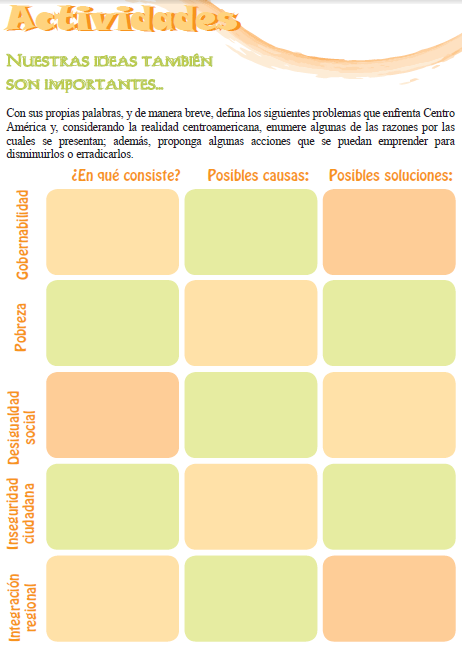 Actividades
NUESTRAS IDEAS TAMBIÉN
SON IMPORTANTES...
Con sus propias palabras, y de manera breve, defina los siguientes problemas que enfrenta Centro
América y, considerando la realidad centroamericana, enumere algunas de las razones por las
cuales se presentan; además, proponga algunas acciones que se puedan emprender para
disminuirlos o erradicarlos.
¿En qué consiste? Posibles causas: Posibles soluciones:
Gobernabilidad
Pobreza
Desigualdad
social
Inseguridad
ciudadana
Integración
regional